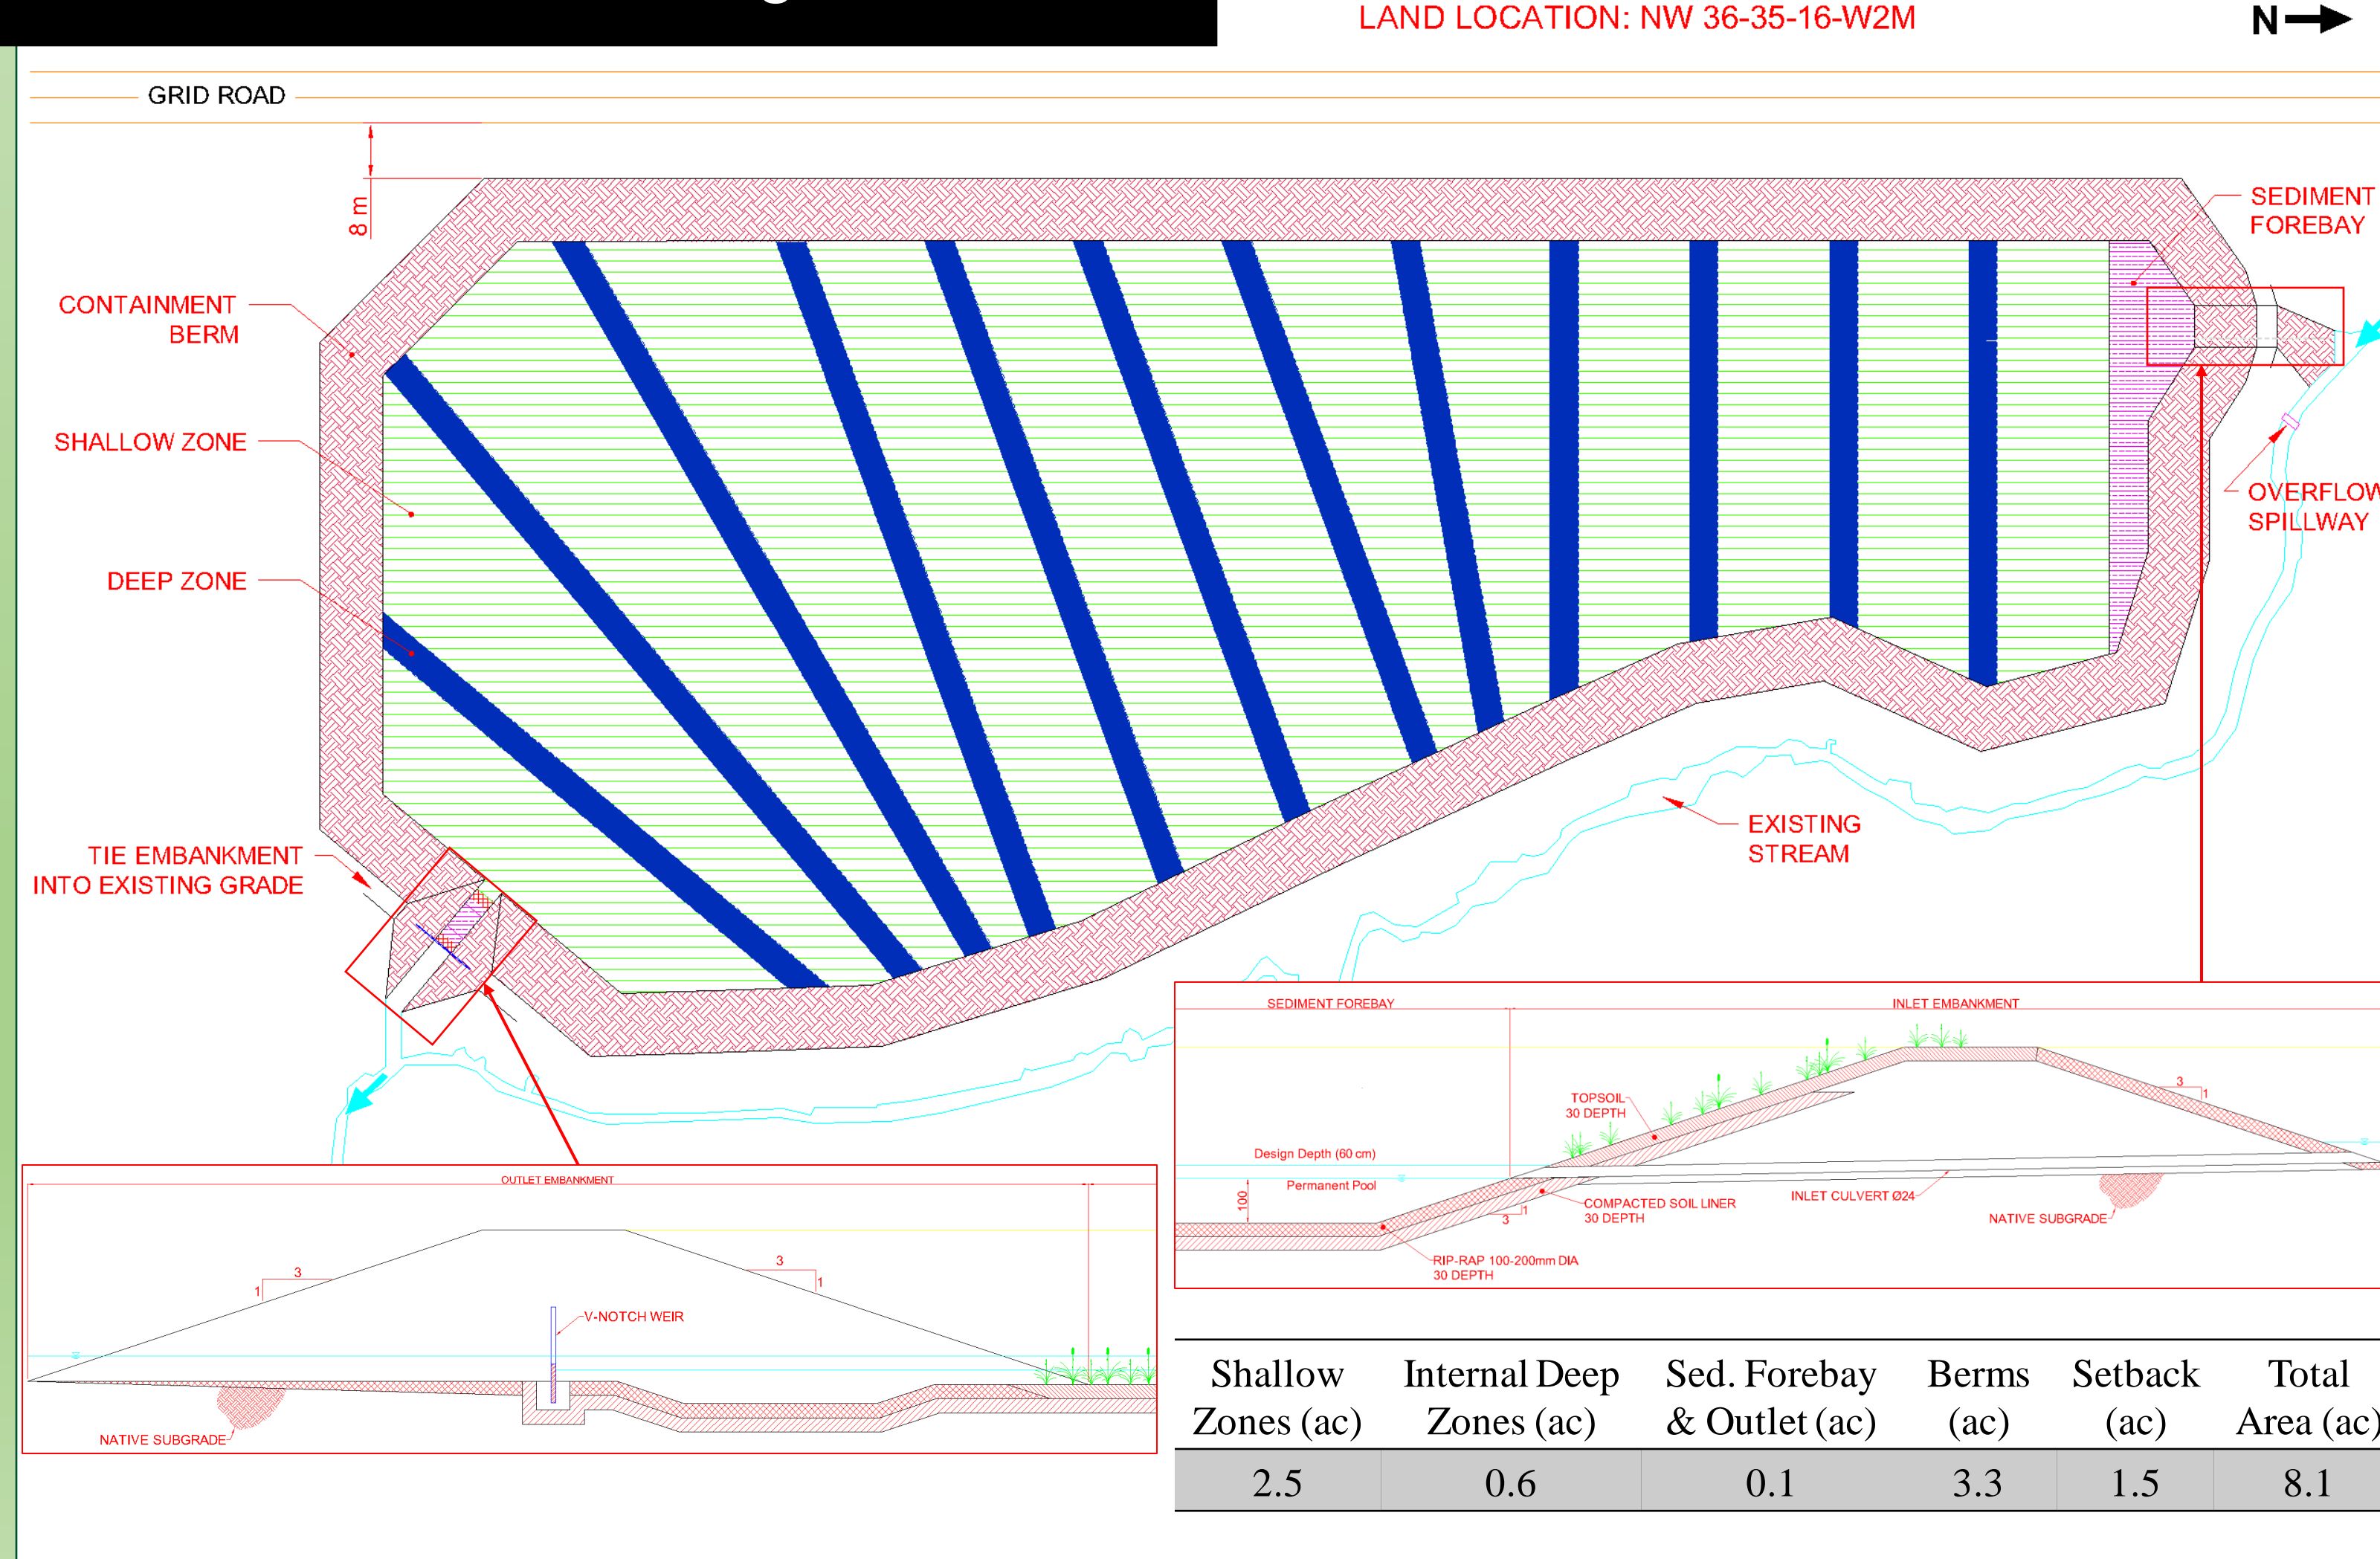 LAND LOCATION: NW 36-35-16-W2M
N
GRID ROAD
8 m
SEDIMENT
FOREBAY
CONTAINMENT
BERM
SHALLOW ZONE
DEEP ZONE
OVERFLOW
SPILLWAY
TIE EMBANKMENT
INTO EXISTING GRADE
EXISTING
STREAM
SEDIMENT FOREBAY
INLET EMBANKMENT
TOPSOIL
30 DEPTH
3
1
Design Depth (60 cm)
Permanent Pool
100
COMPACTED SOIL LINER
30 DEPTH
3
1
INLET CULVERT Ø24
NATIVE SUBGRADE
RIP-RAP 100-200mm DIA
30 DEPTH
OUTLET EMBANKMENT
3
1
3
1
V-NOTCH WEIR
NATIVE SUBGRADE
Shallow Internal Deep Sed. Forebay Berms Setback Total
Zones (ac) Zones (ac) & Outlet (ac) (ac) (ac) Area (ac)
2.5 0.6 0.1 3.3 1.5 8.1